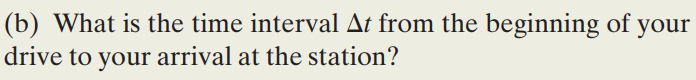 (b) What is the time interval Δt from the beginning of your
drive to your arrival at the station?